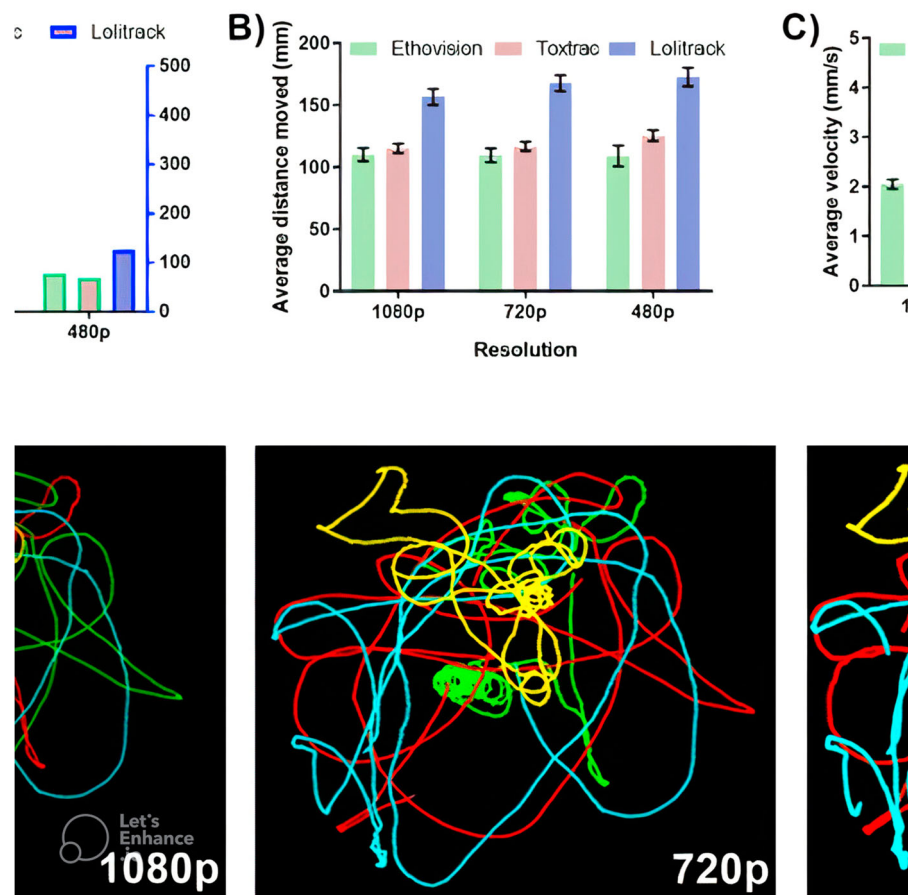 c Lolitrack
500
400
300
200
100
0
480p
B)
Average distance moved (mm)
200
150
100
50
0
Ethovision Toxtrac Lolitrack
1080p 720p 480p
Resolution
C)
Average velocity (mm/s)
5
4
3
2
1
0
1
Let's
Enhance
1080p
720p